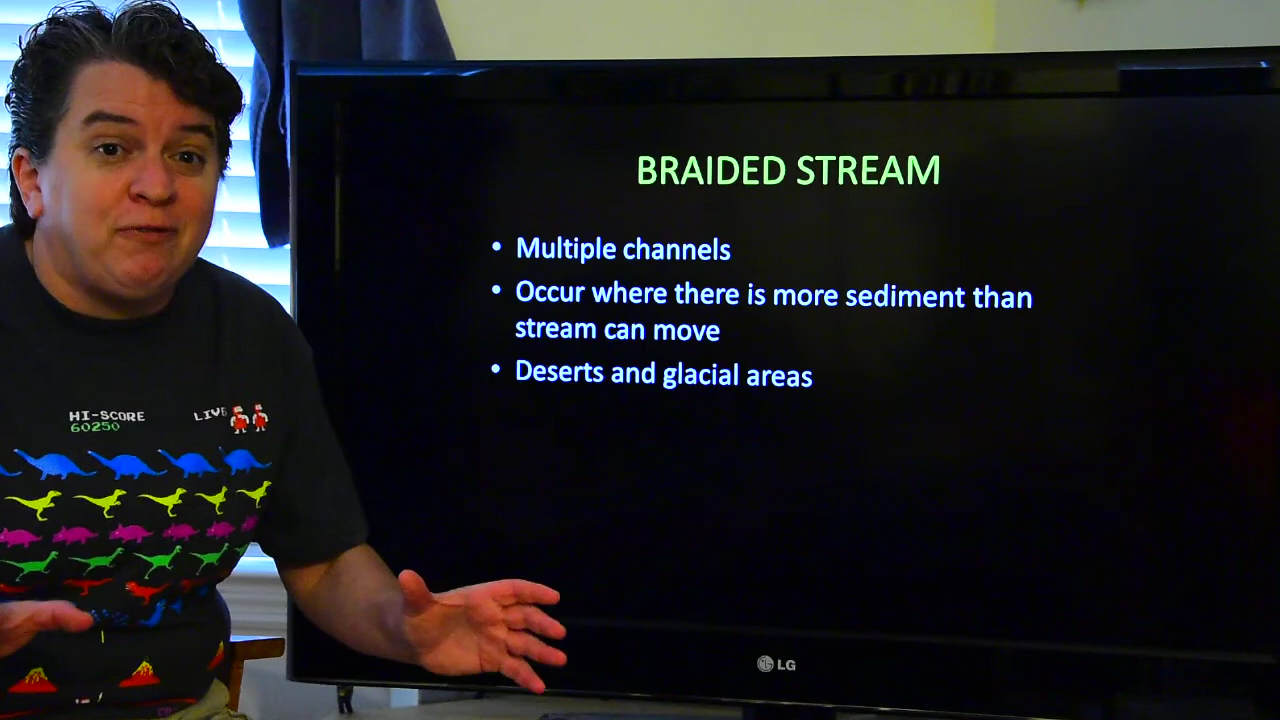 BRAIDED STREAM
• Multiple channels
• Occur where there is more sediment than
stream can move
• Deserts and glacial areas
HI-SCORE
60250
LIVE
LG